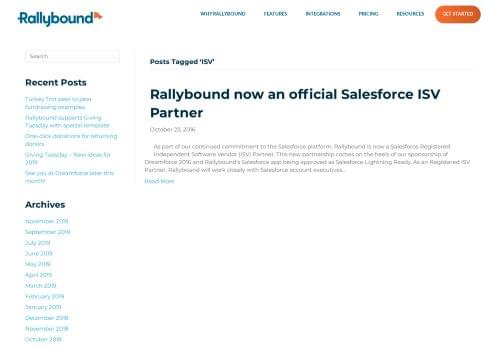 Rallybound
WHY RALLYBOUND
FEATURES
INTEGRATIONS
PRICING
RESOURCES
GET STARTED
Search
Recent Posts
Turkey Trot peer to peer
fundraising examples
Rallybound supports Giving
Tuesday with special template
One-click donations for returning
donors
Giving Tuesday – New ideas for
2019
See you at Dreamforce later this
month!
Archives
November 2019
September 2019
July 2019
June 2019
May 2019
April 2019
March 2019
February 2019
January 2019
December 2018
November 2018
October 2018
Posts Tagged ‘ISV’
Rallybound now an official Salesforce ISV
Partner
October 25, 2016
As part of our continued commitment to the Salesforce platform, Rallybound is now a Salesforce Registered
Independent Software Vendor (ISV) Partner. This new partnership comes on the heels of our sponsorship of
Dreamforce 2016 and Rallybound's Salesforce app being approved as Salesforce Lightning Ready. As an Registered ISV
Partner, Rallybound will work closely with Salesforce account executives...
Read More